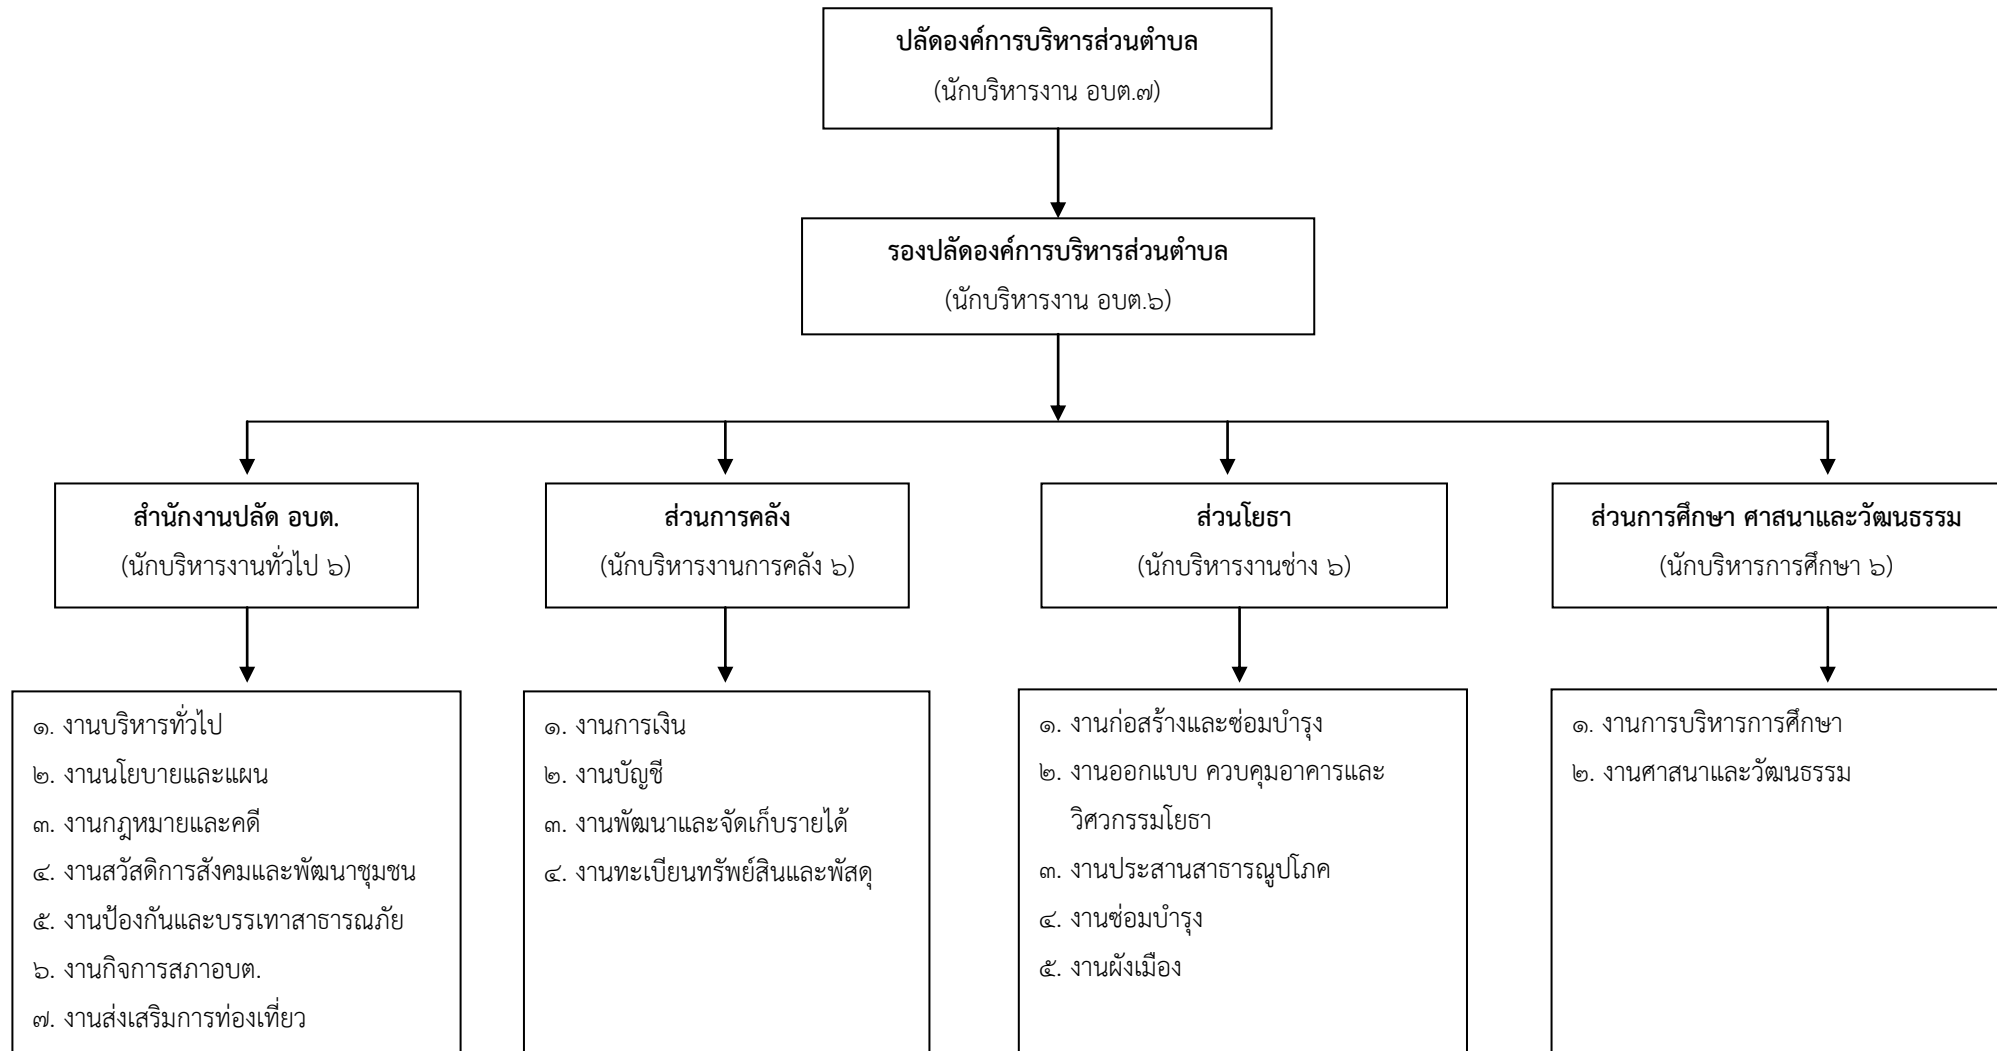 ปลัดองค์การบริหารส่วนตำบล
(นักบริหารงาน อบต.๗)
รองปลัดองค์การบริหารส่วนตำบล
(นักบริหารงาน อบต.๖)
สำนักงานปลัด อบต.
(นักบริหารงานทั่วไป ๖)
ส่วนการคลัง
(นักบริหารงานการคลัง ๖)
ส่วนโยธา
(นักบริหารงานช่าง ๖)
ส่วนการศึกษา ศาสนาและวัฒนธรรม
(นักบริหารการศึกษา ๖)
๑. งานบริหารทั่วไป
๒. งานนโยบายและแผน
๓. งานกฎหมายและคดี
๔. งานสวัสดิการสังคมและพัฒนาชุมชน
๕. งานป้องกันและบรรเทาสาธารณภัย
๖. งานกิจการสภาอบต.
๗. งานส่งเสริมการท่องเที่ยว
๑. งานการเงิน
๒. งานบัญชี
๓. งานพัฒนาและจัดเก็บรายได้
๔. งานทะเบียนทรัพย์สินและพัสดุ
๑. งานก่อสร้างและซ่อมบำรุง
๒. งานออกแบบ ควบคุมอาคารและ
วิศวกรรมโยธา
๓. งานประสานสาธารณูปโภค
๔. งานซ่อมบำรุง
๕. งานผังเมือง
๑. งานการบริหารการศึกษา
๒. งานศาสนาและวัฒนธรรม